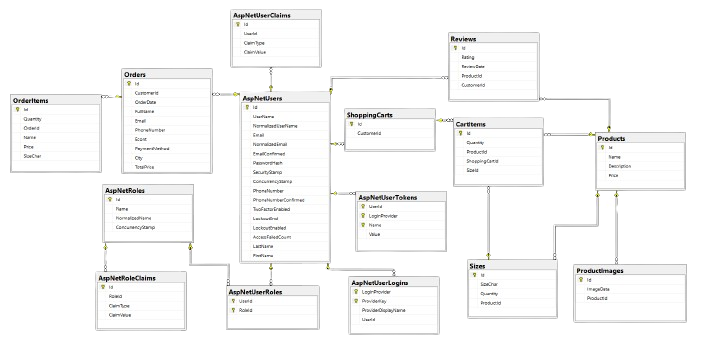 AspNetUserClaims
Id
UserId
ClaimType
ClaimValue
Reviews
Id
Rating
ReviewDate
ProductId
CustomerId
Orders
Id
CustomerId
OrderDate
FullName
Email
PhoneNumber
Econt
PaymentMethod
City
TotalPrice
OrderItems
Id
Quantity
OrderId
Name
Price
SizeChar
AspNetUsers
Id
UserName
NormalizedUserName
Email
NormalizedEmail
EmailConfirmed
PasswordHash
SecurityStamp
ConcurrencyStamp
PhoneNumber
PhoneNumberConfirmed
TwoFactorEnabled
LockoutEnd
LockoutEnabled
AccessFailedCount
LastName
FirstName
ShoppingCarts
Id
CustomerId
CartItems
Id
Quantity
ProductId
ShoppingCartId
SizeId
Products
Id
Name
Description
Price
AspNetRoles
Id
Name
NormalizedName
ConcurrencyStamp
AspNetUserTokens
UserId
LoginProvider
Name
Value
AspNetRoleClaims
Id
RoleId
ClaimType
ClaimValue
AspNetUserRoles
UserId
RoleId
AspNetUserLogins
LoginProvider
ProviderKey
ProviderDisplayName
UserId
Sizes
Id
SizeChar
Quantity
ProductId
ProductImages
Id
ImageData
ProductId